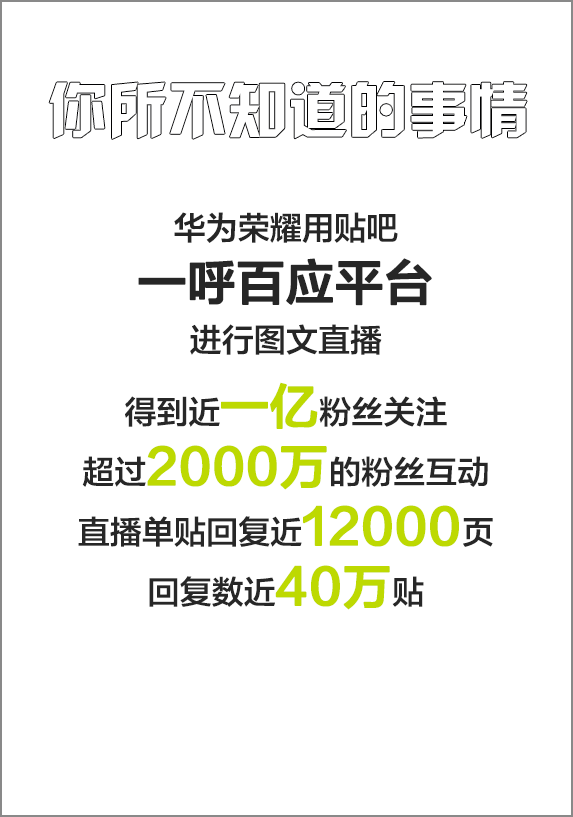 你所不知道的事情
华为荣耀用贴吧
一呼百应平台
进行图文直播
得到近一亿粉丝关注
超过2000万的粉丝互动
直播单贴回复近12000页
回复数近40万贴